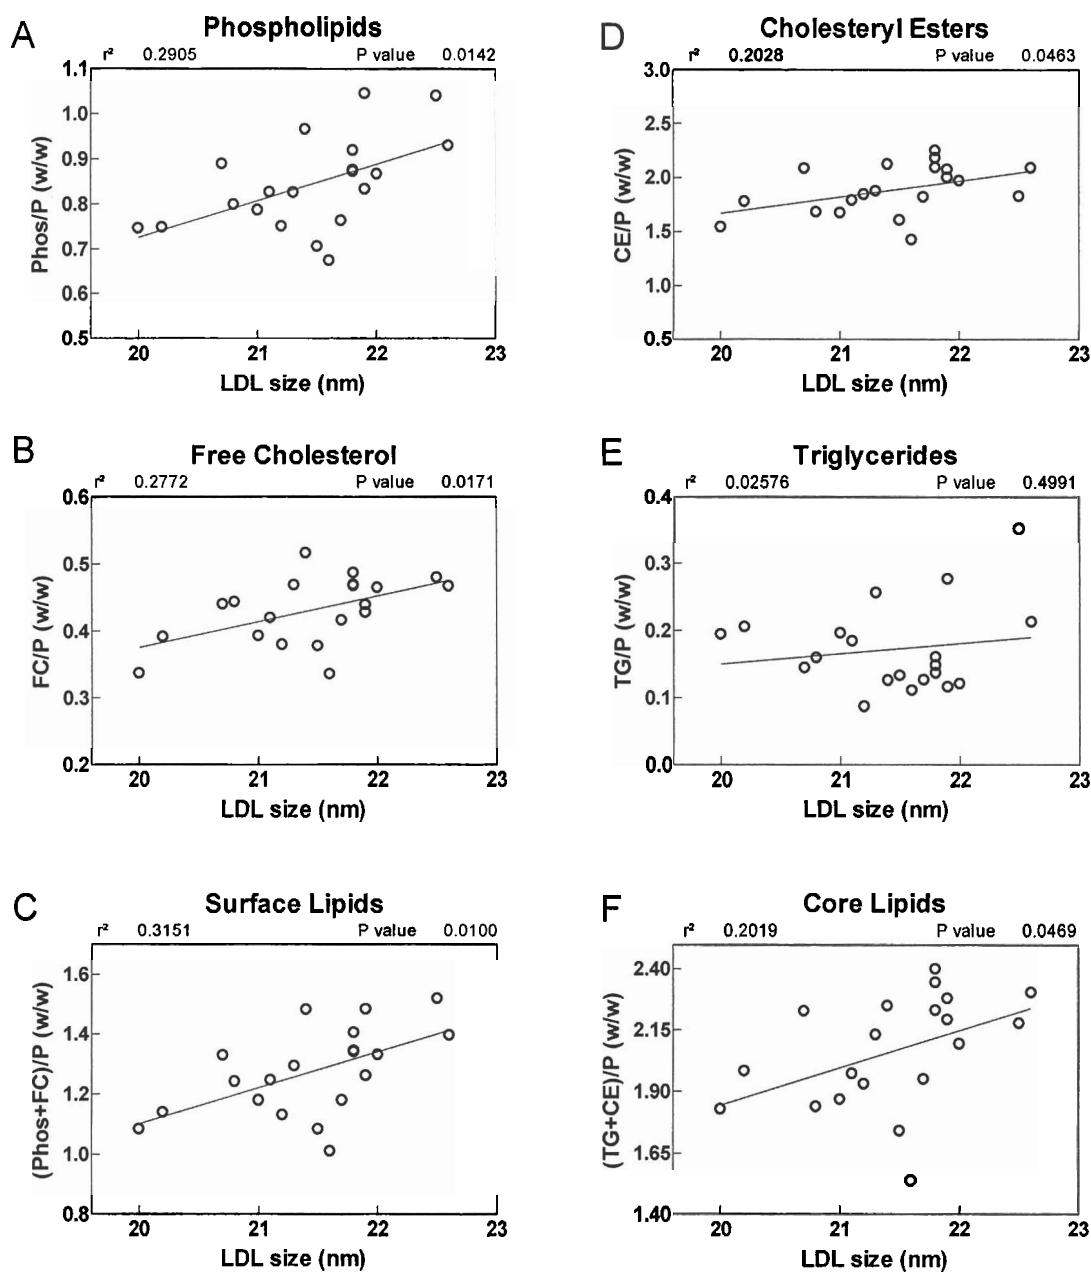 A
Phospholipids
r² 0.2905 P value 0.0142
1.1
1.0
0.9
0.8
0.7
0.6
0.5
Phos/P (w/w)
20 21 22 23
LDL size (nm)
B
Free Cholesterol
r² 0.2772 P value 0.0171
0.6
0.5
0.4
0.3
0.2
FC/P (w/w)
20 21 22 23
LDL size (nm)
C
Surface Lipids
r² 0.3151 P value 0.0100
1.6
1.4
1.2
1.0
0.8
(Phos+FC)/P (w/w)
20 21 22 23
LDL size (nm)
D
Cholesteryl Esters
r² 0.2028 P value 0.0463
3.0
2.5
2.0
1.5
1.0
0.5
CE/P (w/w)
20 21 22 23
LDL size (nm)
E
Triglycerides
r² 0.02576 P value 0.4991
0.4
0.3
0.2
0.1
0.0
TG/P (w/w)
20 21 22 23
LDL size (nm)
F
Core Lipids
r² 0.2019 P value 0.0469
2.40
2.15
1.90
1.65
1.40
(TG+CE)/P (w/w)
20 21 22 23
LDL size (nm)